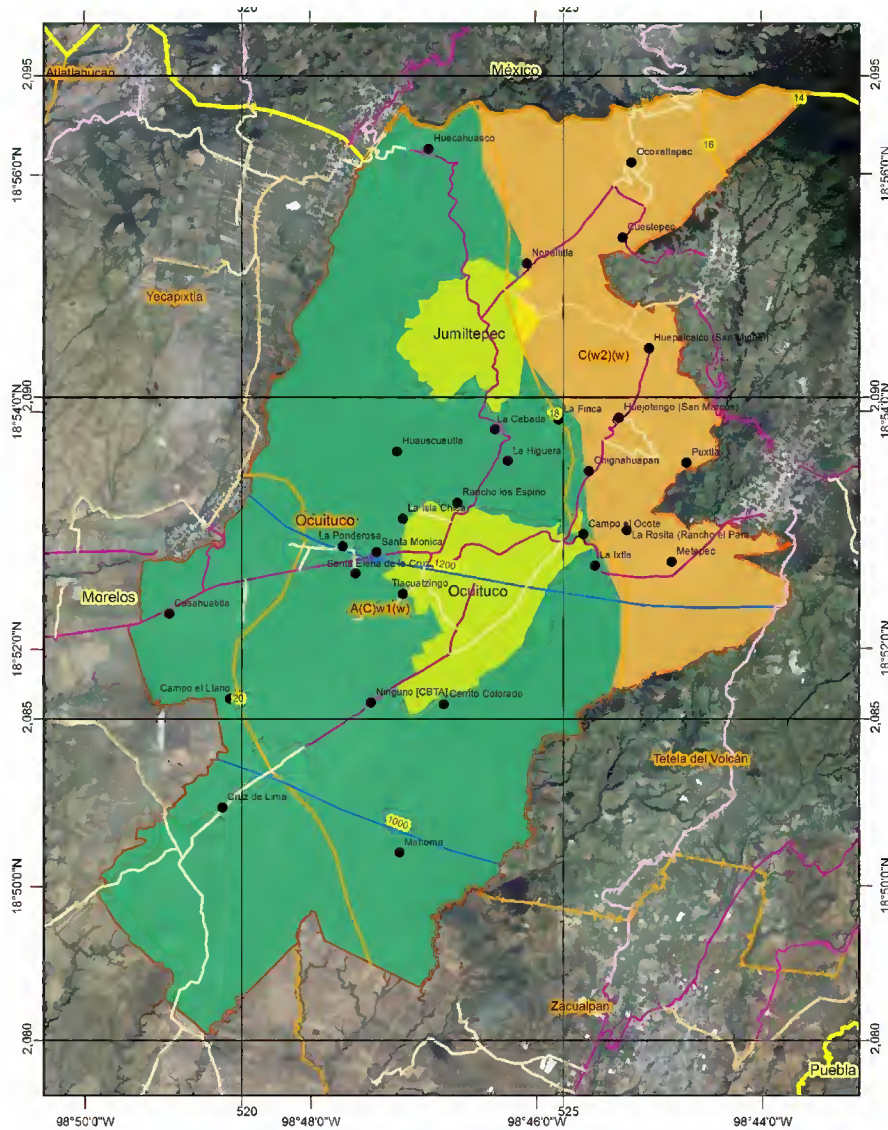 520
525
2,095
2,095
Atlatlahucan
México
14
Huecahuasco
16
Ocoxaltepec
18°56'0"N
18°56'0"N
Cuestepec
Nopalitla
Yecapixtla
Jumiltepec
Huepalcalco (San Miguel)
C(w2)(w)
2,090
2,090
18°54'0"N
18°54'0"N
La Finca
18
Huejotengo (San Marcos)
La Cebada
Huauscuautla
La Higuera
Puxtla
Chignahuapan
Rancho los Espino
La Isla Chica
Ocuituco
Campo el Ocote
La Rosita (Rancho el Para
La Ponderosa
Santa Monica
1200
La Ixtla
Metepec
Santa Elena de la Cruz
Tlacuatzingo
Ocuituco
Morelos
A(C)w1(w)
Casahuatitla
18°52'0"N
18°52'0"N
Campo el Llano
20
Ninguno [CBTA]
Cerrito Colorado
2,085
2,085
Tetela del Volcán
Cruz de Lima
1000
Mahoma
18°50'0"N
18°50'0"N
Zacualpan
2,080
2,080
Puebla
520
525
98°50'0"W
98°48'0"W
98°46'0"W
98°44'0"W